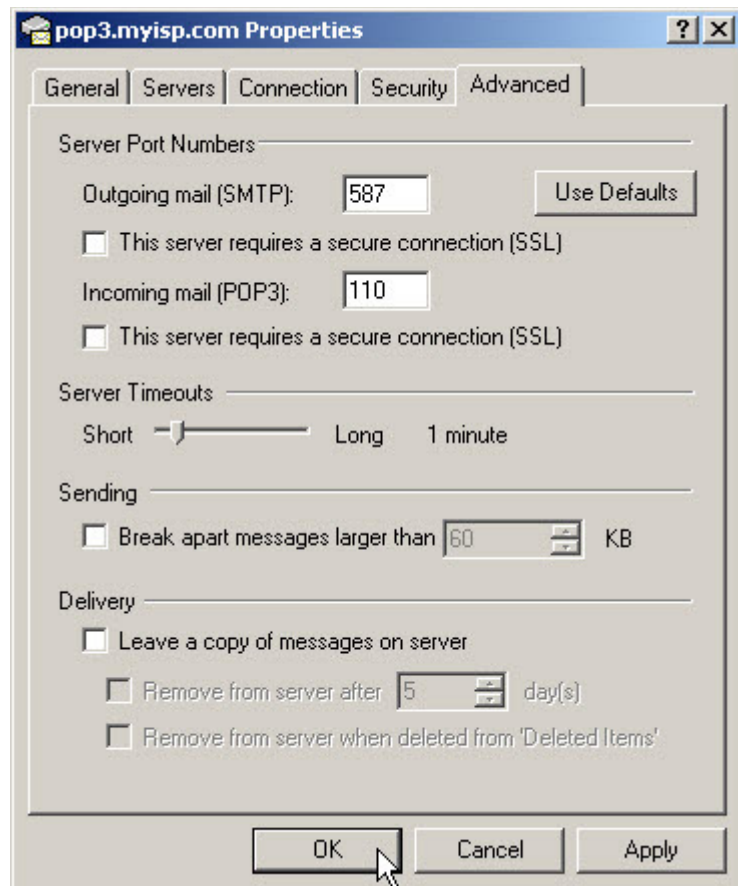 pop3.myisp.com Properties
General Servers Connection Security Advanced
Server Port Numbers
Outgoing mail (SMTP): 587 Use Defaults
This server requires a secure connection (SSL)
Incoming mail (POP3): 110
This server requires a secure connection (SSL)
Server Timeouts
Short Long 1 minute
Sending
Break apart messages larger than 60 KB
Delivery
Leave a copy of messages on server
Remove from server after 5 day(s)
Remove from server when deleted from 'Deleted Items'
OK Cancel Apply